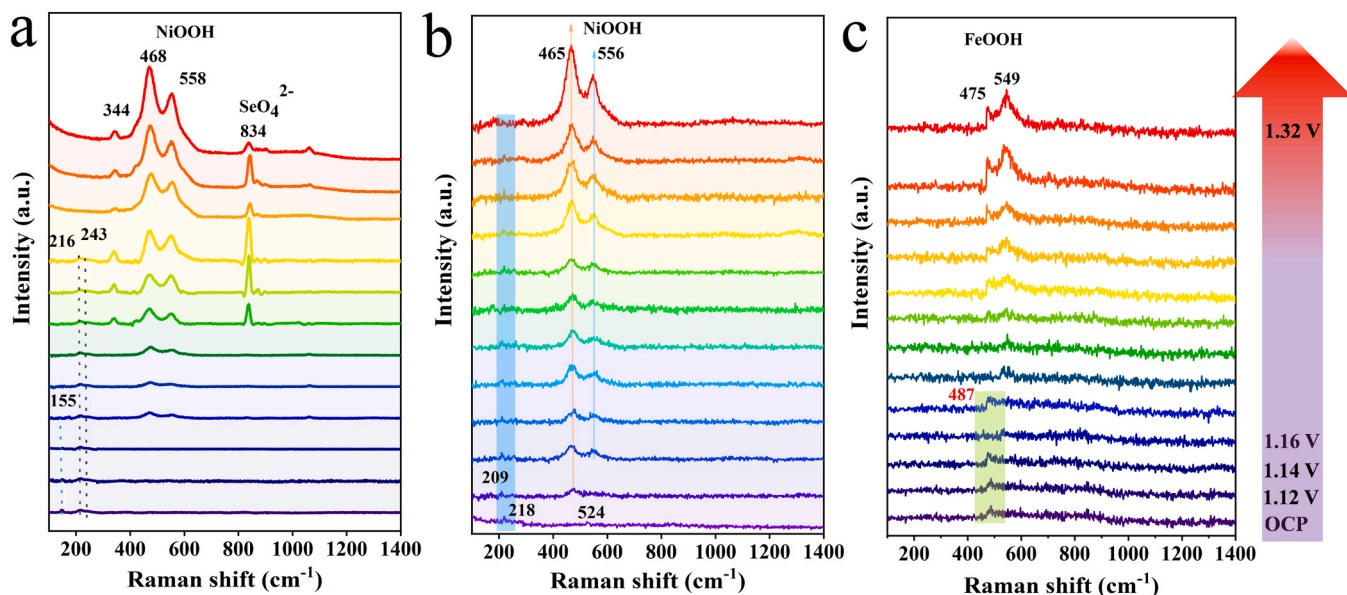 a
NiOOH
468
558
344
SeO₄²⁻
834
216
243
155
Intensity (a.u.)
200 400 600 800 1000 1200 1400
Raman shift (cm⁻¹)
b
NiOOH
465
556
209
218
524
Intensity (a.u.)
200 400 600 800 1000 1200 1400
Raman shift (cm⁻¹)
c
FeOOH
475
549
487
Intensity (a.u.)
200 400 600 800 1000 1200 1400
Raman shift (cm⁻¹)
1.32 V
1.16 V
1.14 V
1.12 V
OCP